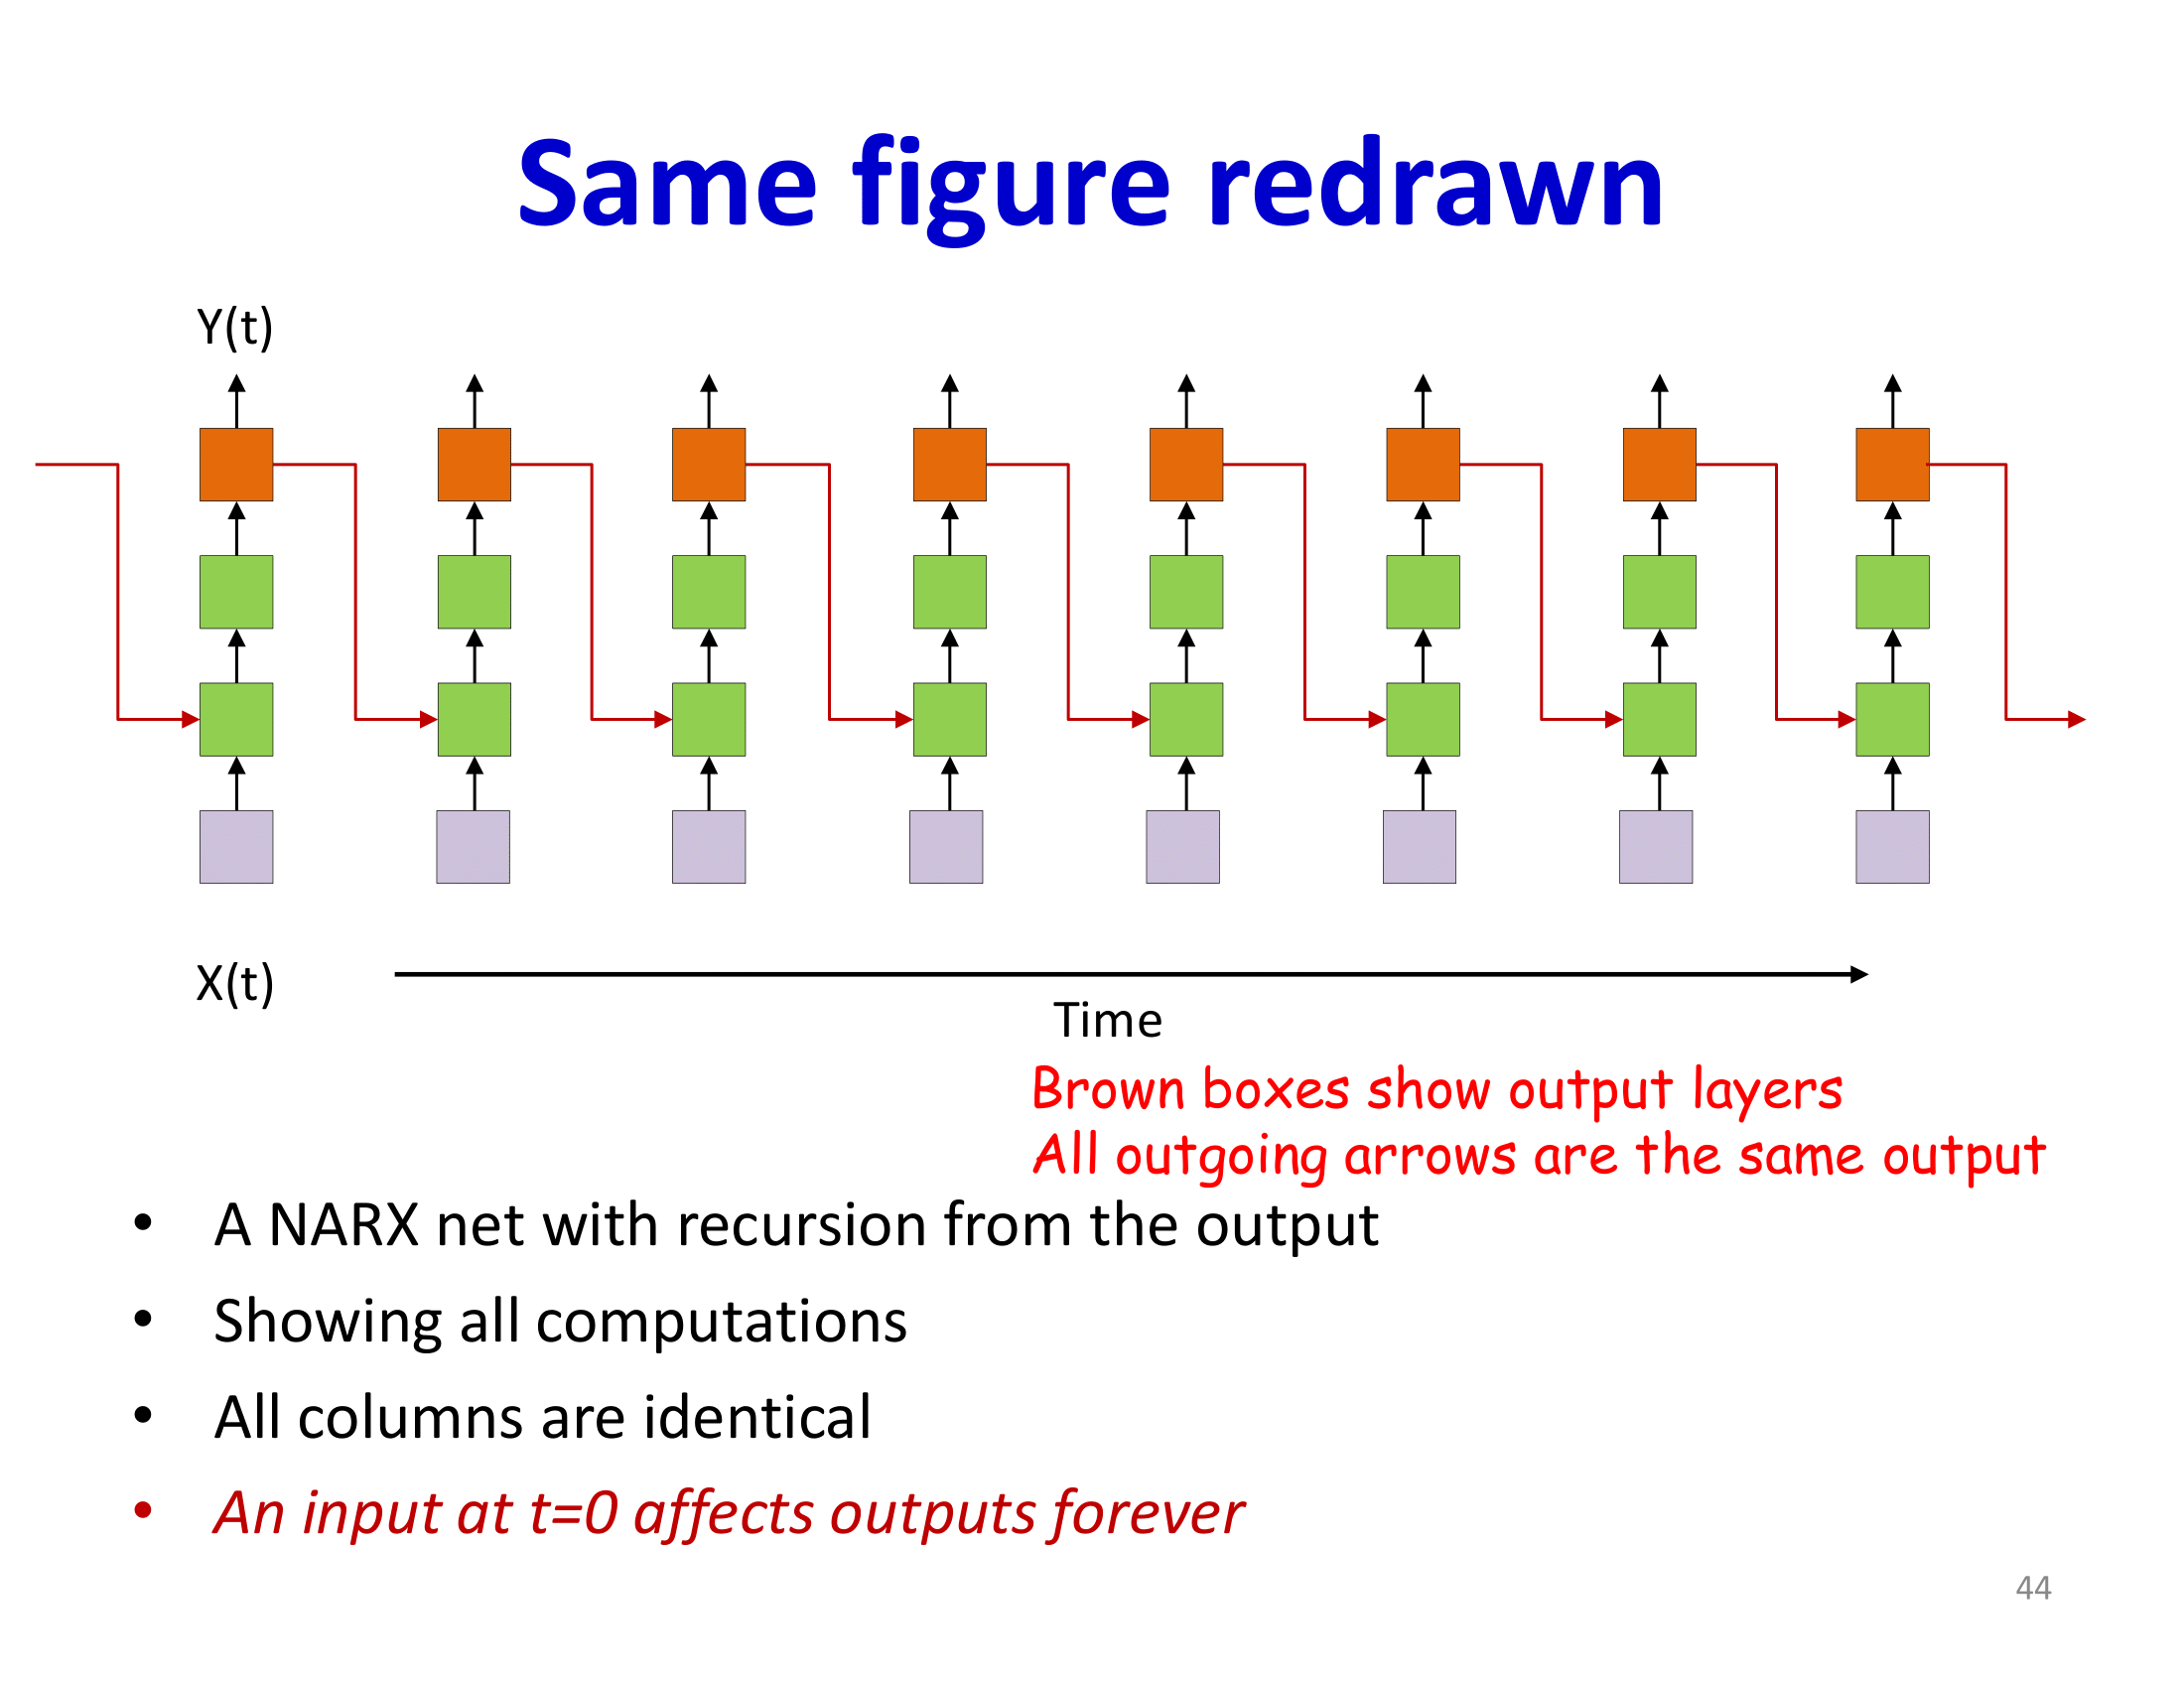 Same figure redrawn
Y(t)
X(t)
Time
Brown boxes show output layers
All outgoing arrows are the same output
• A NARX net with recursion from the output
• Showing all computations
• All columns are identical
• An input at t=0 affects outputs forever
44